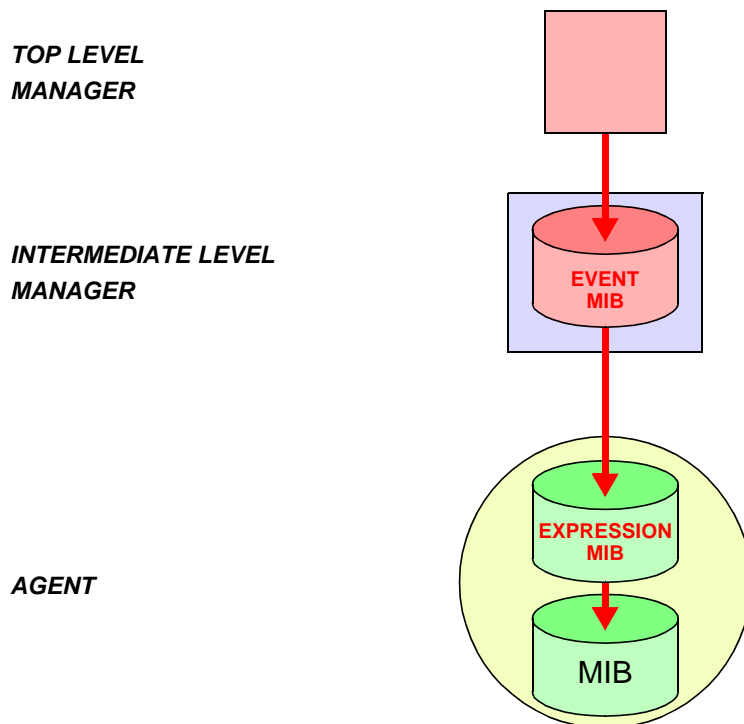 TOP LEVEL
MANAGER
INTERMEDIATE LEVEL
MANAGER
EVENT
MIB
EXPRESSION
MIB
AGENT
MIB